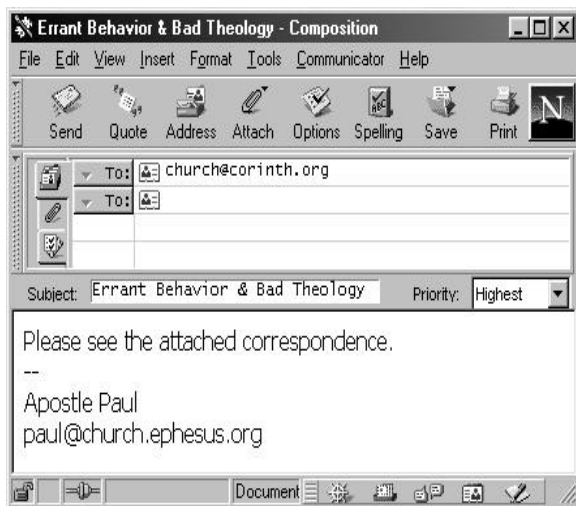 Errant Behavior & Bad Theology - Composition
File Edit View Insert Format Tools Communicator Help
Send Quote Address Attach Options Spelling Save Print N
To: church@corinth.org
To:
Subject: Errant Behavior & Bad Theology Priority: Highest
Please see the attached correspondence.
--
Apostle Paul
paul@church.ephesus.org
Document